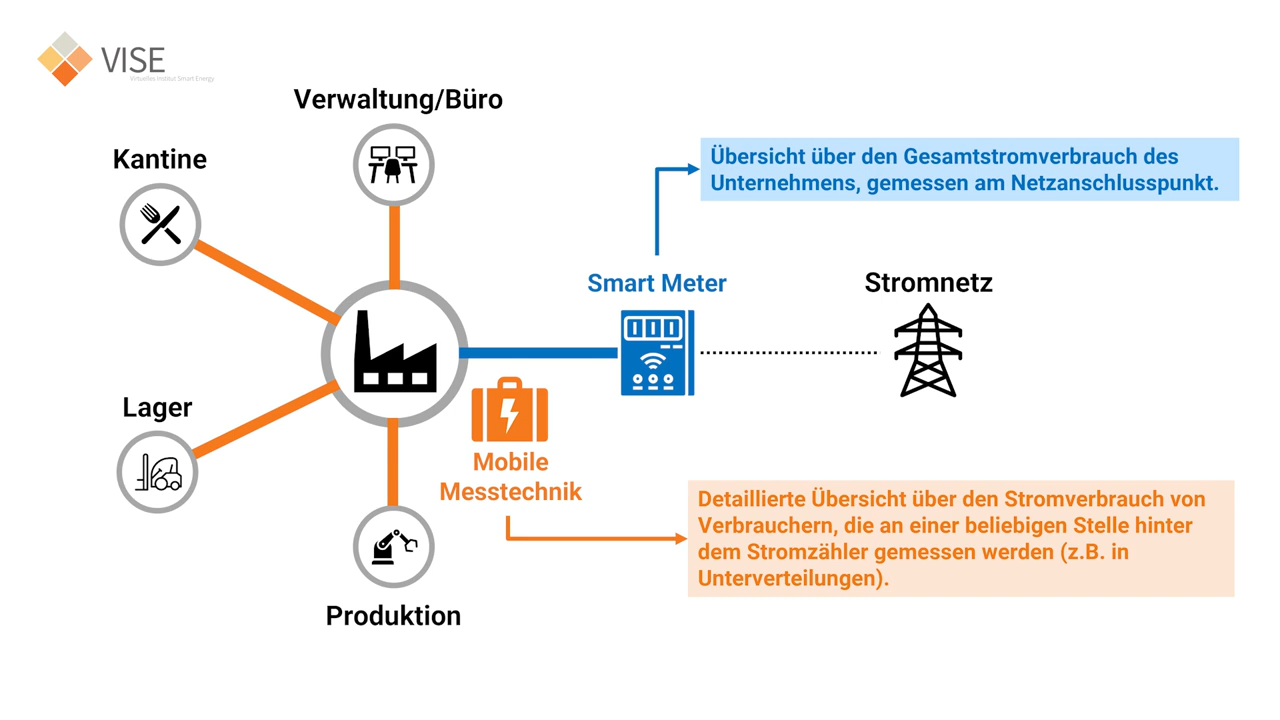 VISE
Virtuelles Institut Smart Energy
Verwaltung/Büro
Kantine
Übersicht über den Gesamtstromverbrauch des
Unternehmens, gemessen am Netzanschlusspunkt.
Smart Meter
Stromnetz
Lager
Mobile
Messtechnik
Detaillierte Übersicht über den Stromverbrauch von
Verbrauchern, die an einer beliebigen Stelle hinter
dem Stromzähler gemessen werden (z.B. in
Unterverteilungen).
Produktion